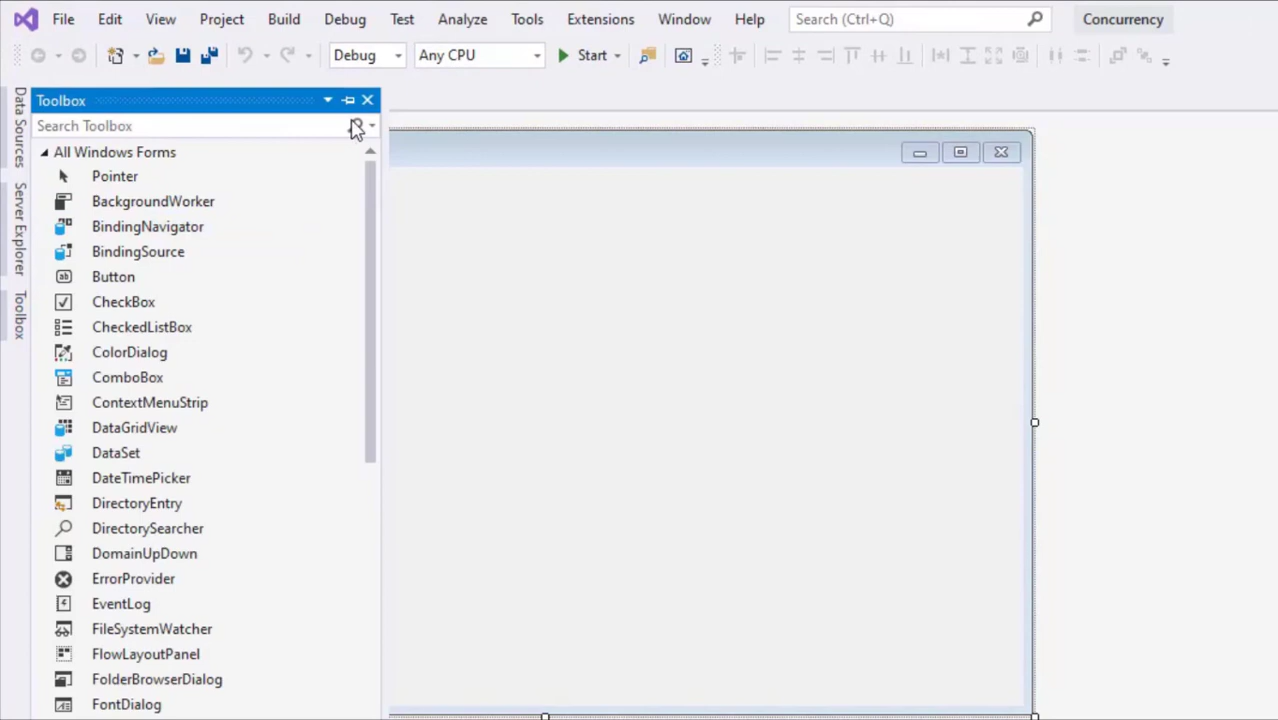 File Edit View Project Build Debug Test Analyze Tools Extensions Window Help Search (Ctrl+Q) Concurrency
Debug Any CPU Start
Data Sources
Server Explorer
Toolbox
Toolbox
Search Toolbox
All Windows Forms
Pointer
BackgroundWorker
BindingNavigator
BindingSource
Button
CheckBox
CheckedListBox
ColorDialog
ComboBox
ContextMenuStrip
DataGridView
DataSet
DateTimePicker
DirectoryEntry
DirectorySearcher
DomainUpDown
ErrorProvider
EventLog
FileSystemWatcher
FlowLayoutPanel
FolderBrowserDialog
FontDialog